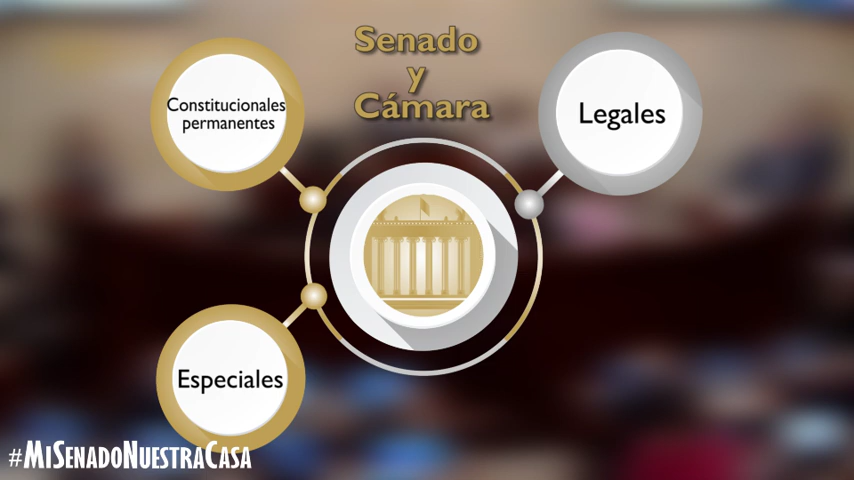 Senado
y
Cámara
Constitucionales
permanentes
Legales
Especiales
#MiSenadoNuestraCasa